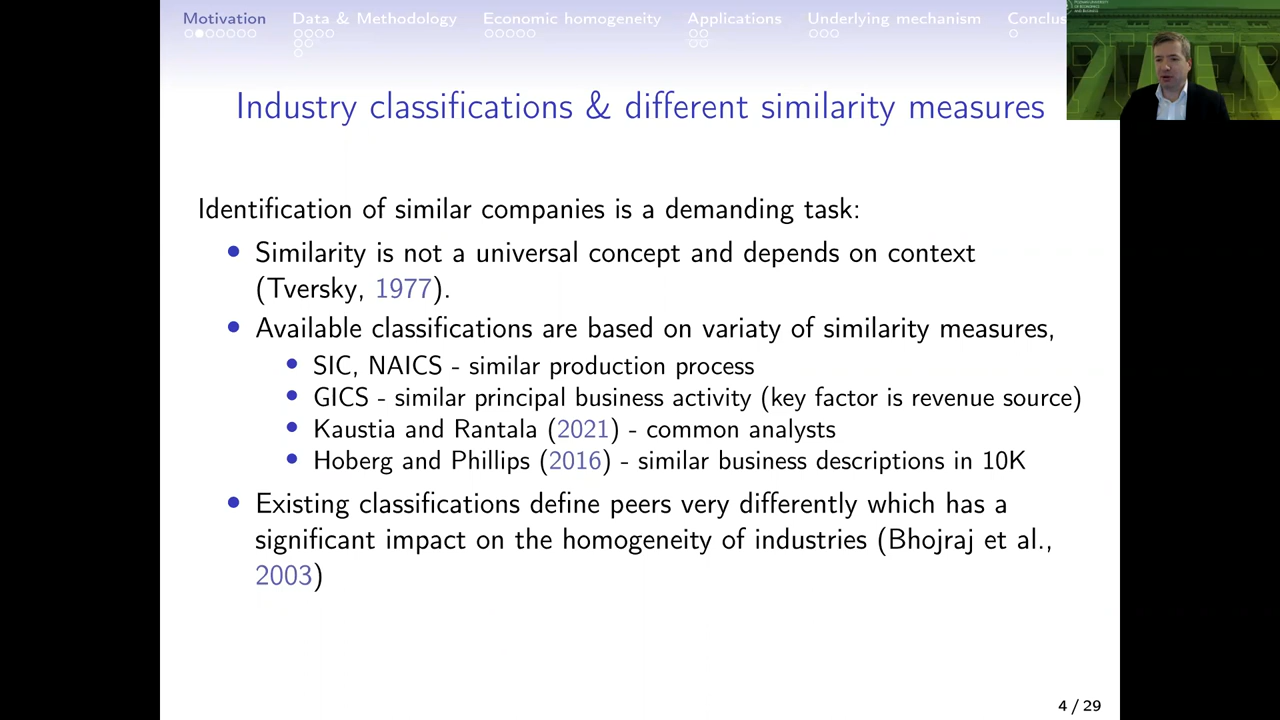 Motivation Data & Methodology Economic homogeneity Applications Underlying mechanism Conclus
Industry classifications & different similarity measures
Identification of similar companies is a demanding task:
Similarity is not a universal concept and depends on context
(Tversky, 1977).
Available classifications are based on variaty of similarity measures,
SIC, NAICS - similar production process
GICS - similar principal business activity (key factor is revenue source)
Kaustia and Rantala (2021) - common analysts
Hoberg and Phillips (2016) - similar business descriptions in 10K
Existing classifications define peers very differently which has a
significant impact on the homogeneity of industries (Bhojraj et al.,
2003)
4 / 29